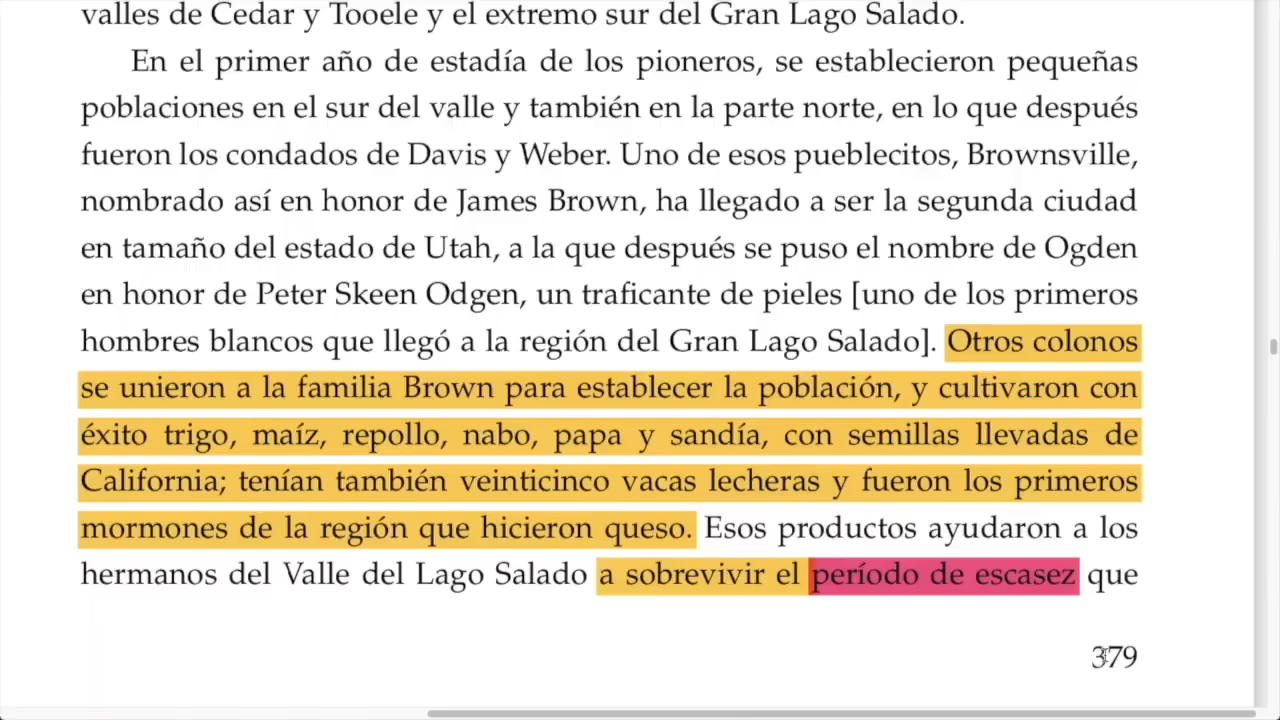 valles de Cedar y Tooele y el extremo sur del Gran Lago Salado.
En el primer año de estadía de los pioneros, se establecieron pequeñas
poblaciones en el sur del valle y también en la parte norte, en lo que después
fueron los condados de Davis y Weber. Uno de esos pueblecitos, Brownsville,
nombrado así en honor de James Brown, ha llegado a ser la segunda ciudad
en tamaño del estado de Utah, a la que después se puso el nombre de Ogden
en honor de Peter Skeen Odgen, un traficante de pieles [uno de los primeros
hombres blancos que llegó a la región del Gran Lago Salado]. Otros colonos
se unieron a la familia Brown para establecer la población, y cultivaron con
éxito trigo, maíz, repollo, nabo, papa y sandía, con semillas llevadas de
California; tenían también veinticinco vacas lecheras y fueron los primeros
mormones de la región que hicieron queso. Esos productos ayudaron a los
hermanos del Valle del Lago Salado a sobrevivir el período de escasez que
379